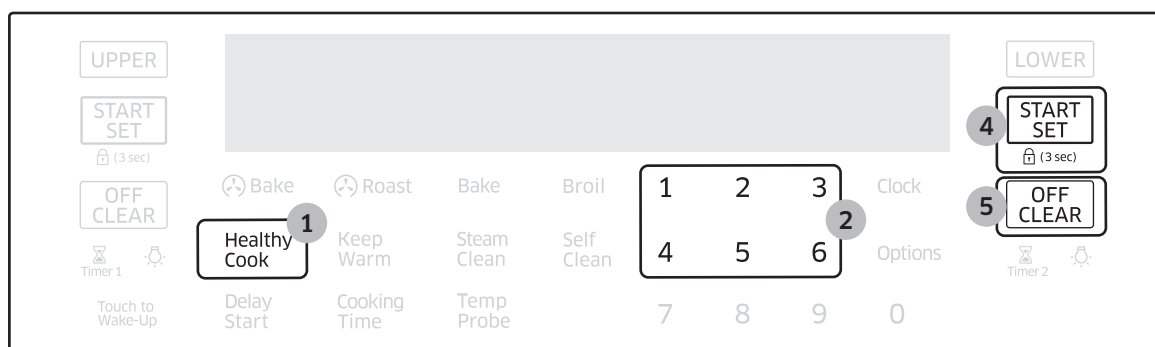 UPPER
LOWER
START
SET
(3 sec)
4
START
SET
(3 sec)
OFF
CLEAR
5
OFF
CLEAR
Bake Roast Bake Broil 1 2 3 Clock
1
2
Healthy
Cook
Keep
Warm
Steam
Clean
Self
Clean
4 5 6 Options
Timer 1
Timer 2
Touch to
Wake-Up
Delay
Start
Cooking
Time
Temp
Probe
7 8 9 0